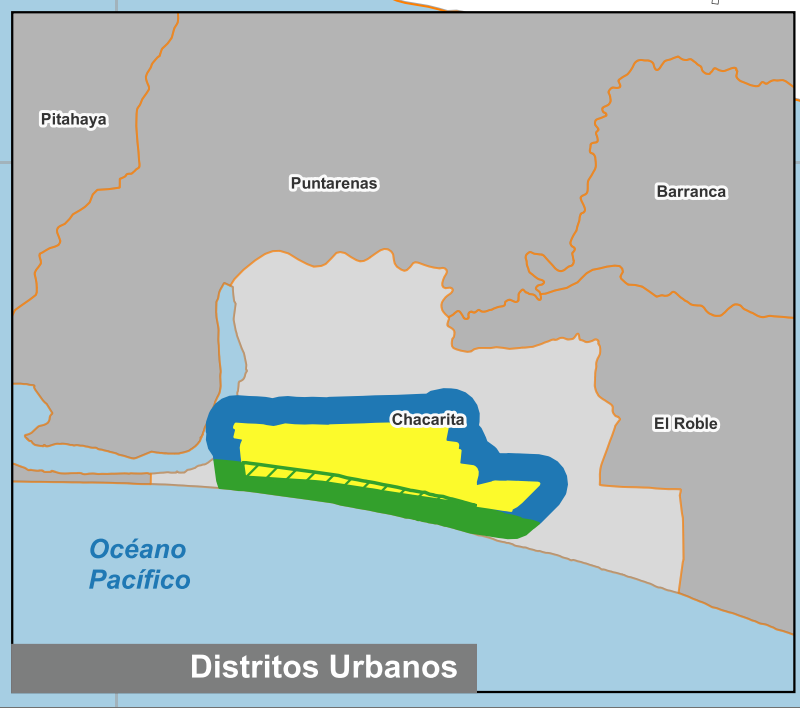 Pitahaya
Puntarenas
Barranca
Chacarita
El Roble
Océano
Pacífico
Distritos Urbanos